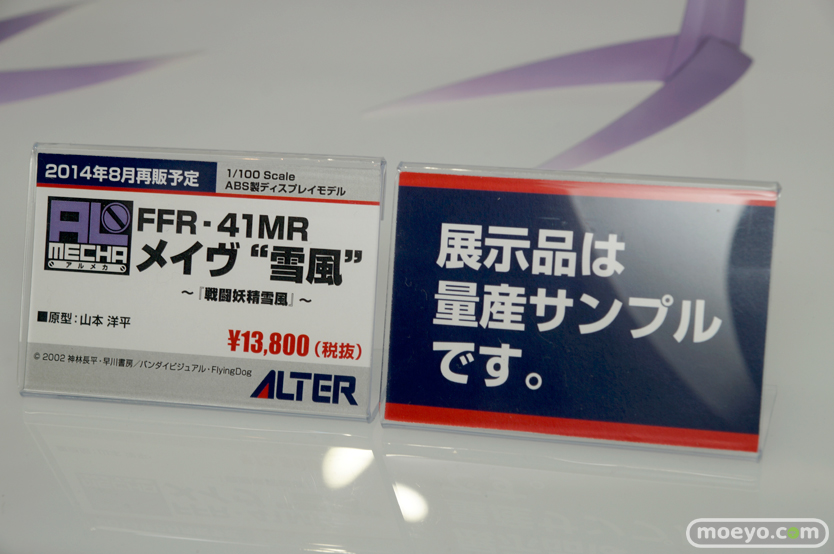 2014年8月再販予定
1/100 Scale
ABS製ディスプレイモデル
AL
MECHA
アルメカ
FFR-41MR
メイヴ“雪風”
～『戦闘妖精雪風』～
■原型：山本 洋平
¥13,800(税抜)
© 2002 神林長平・早川書房／バンダイビジュアル・FlyingDog
ALTER
展示品は
量産サンプル
です。
moeyo.com